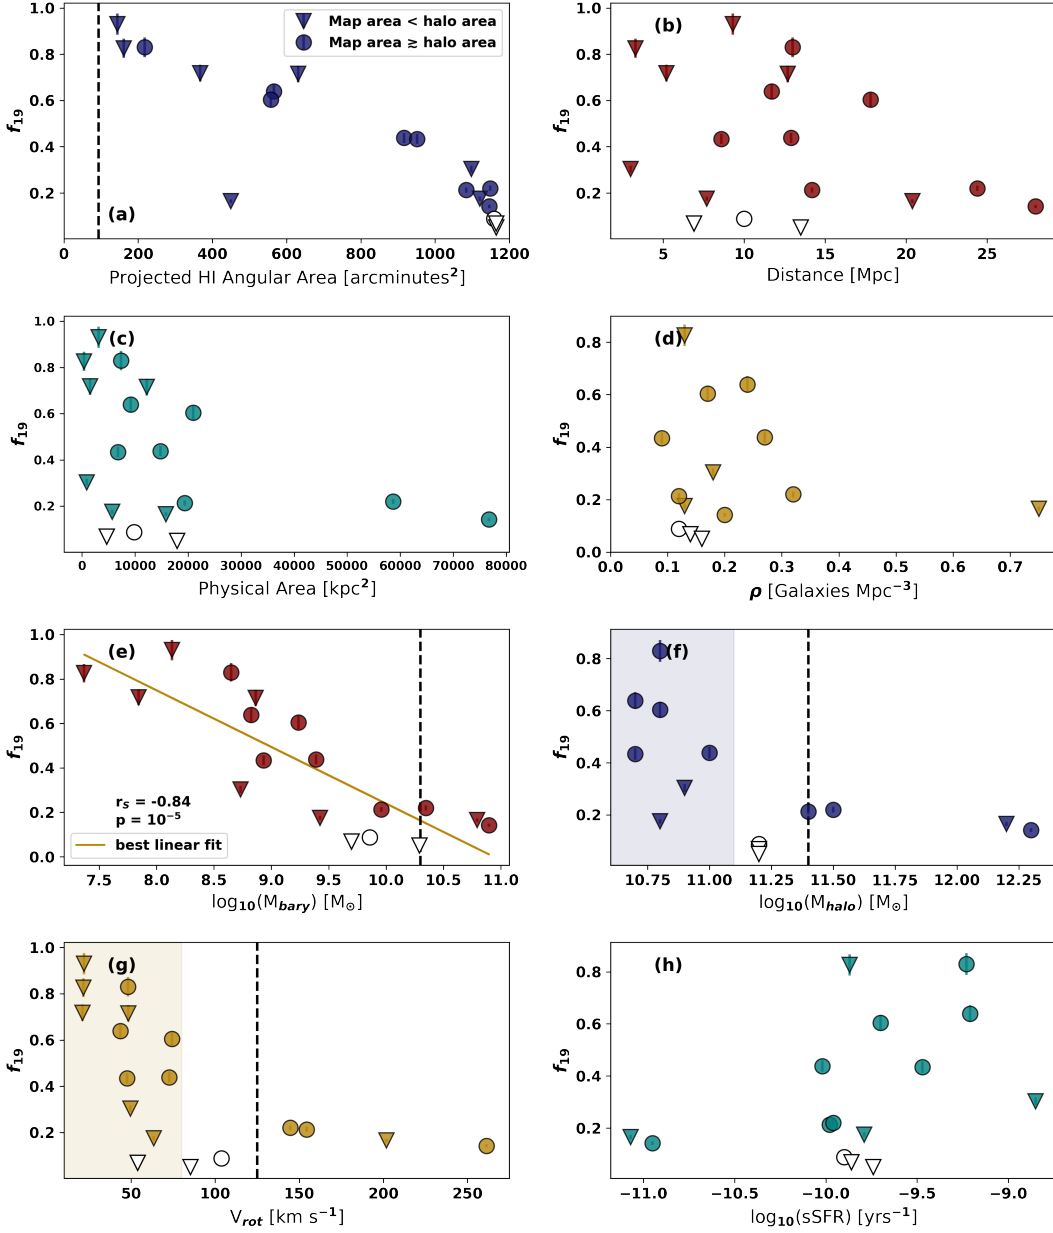 1.0
0.8
0.6
0.4
0.2
f19
(a)
Map area < halo area
Map area ≳ halo area
0 200 400 600 800 1000 1200
Projected HI Angular Area [arcminutes²]
(b)
1.0
0.8
0.6
0.4
0.2
f19
5 10 15 20 25
Distance [Mpc]
(c)
1.0
0.8
0.6
0.4
0.2
f19
0 10000 20000 30000 40000 50000 60000 70000 80000
Physical Area [kpc²]
(d)
0.8
0.6
0.4
0.2
0.0
f19
0.0 0.1 0.2 0.3 0.4 0.5 0.6 0.7
ρ [Galaxies Mpc⁻³]
(e)
1.0
0.8
0.6
0.4
0.2
0.0
f19
rS = -0.84
p = 10⁻⁵
best linear fit
7.5 8.0 8.5 9.0 9.5 10.0 10.5 11.0
log10(Mbary) [M⊙]
(f)
0.8
0.6
0.4
0.2
f19
10.75 11.00 11.25 11.50 11.75 12.00 12.25
log10(Mhalo) [M⊙]
(g)
1.0
0.8
0.6
0.4
0.2
f19
50 100 150 200 250
Vrot [km s⁻¹]
(h)
0.8
0.6
0.4
0.2
f19
−11.0 −10.5 −10.0 −9.5 −9.0
log10(sSFR) [yrs⁻¹]